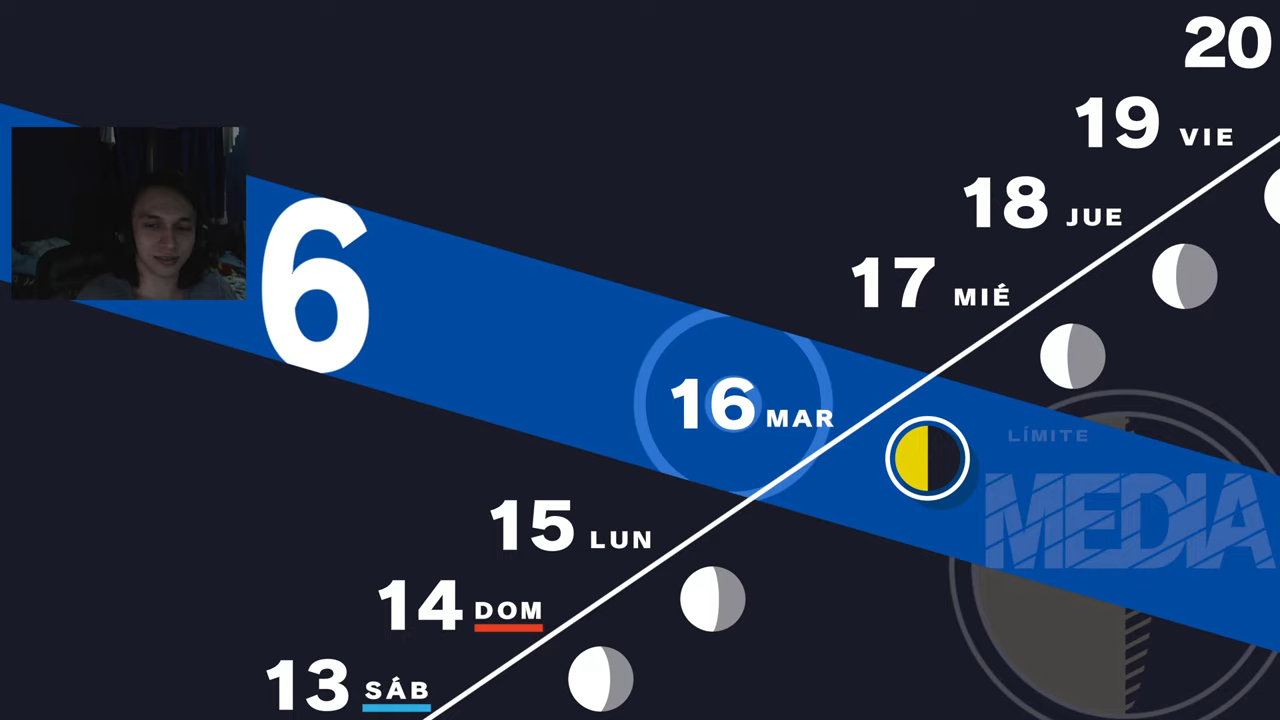 20
19 VIE
18 JUE
17 MIÉ
6
16 MAR
LÍMITE
MEDIA
15 LUN
14 DOM
13 SÁB